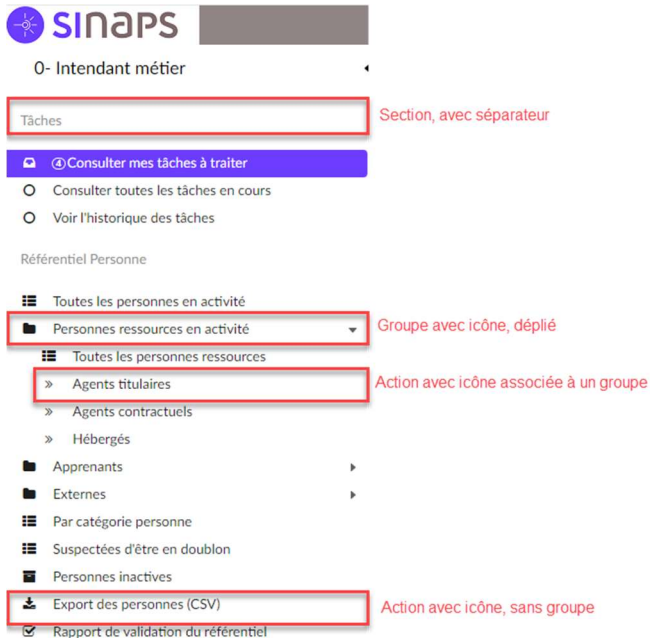 sinaps
0- Intendant métier
Tâches
Section, avec séparateur
④Consulter mes tâches à traiter
Consulter toutes les tâches en cours
Voir l'historique des tâches
Référentiel Personne
Toutes les personnes en activité
Personnes ressources en activité
Groupe avec icône, déplié
Toutes les personnes ressources
Agents titulaires
Action avec icône associée à un groupe
Agents contractuels
Hébergés
Apprenants
Externes
Par catégorie personne
Suspectées d'être en doublon
Personnes inactives
Export des personnes (CSV)
Action avec icône, sans groupe
Rapport de validation du référentiel